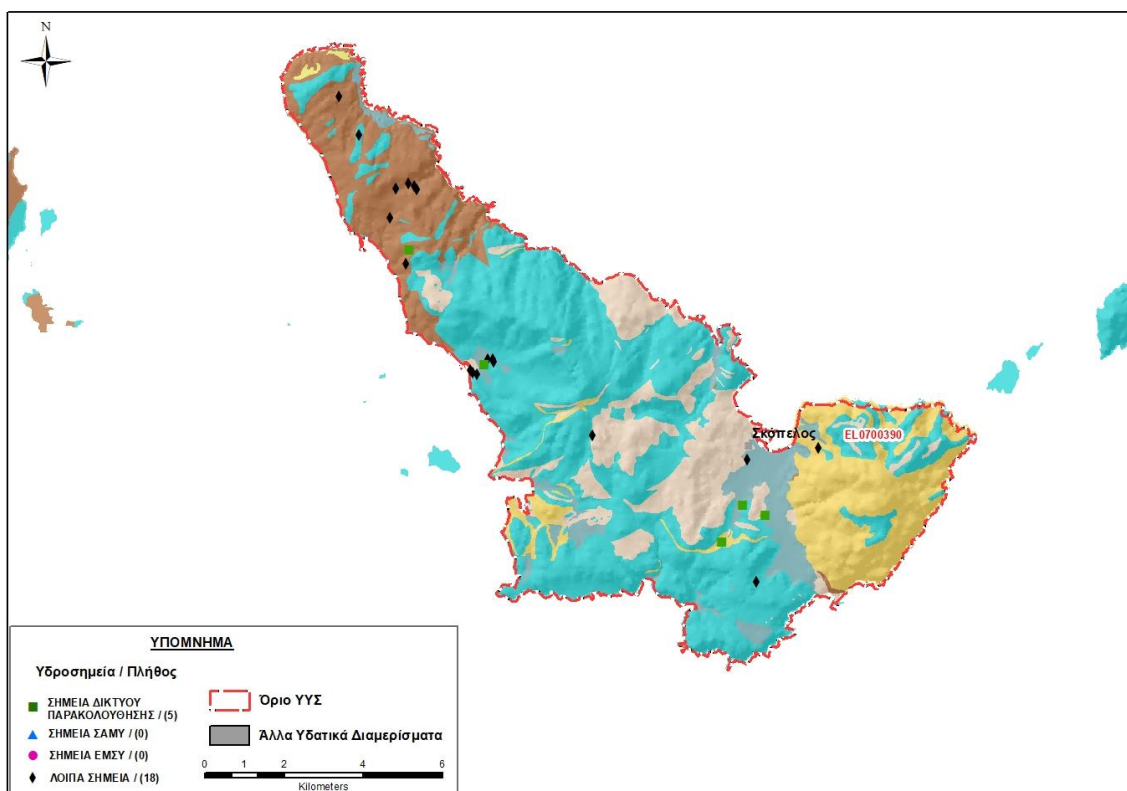 N
Σκόπελος
EL0700390
ΥΠΟΜΝΗΜΑ
Υδροσημεία / Πλήθος
ΣΗΜΕΙΑ ΔΙΚΤΥΟΥ
ΠΑΡΑΚΟΛΟΥΘΗΣΗΣ / (5)
ΣΗΜΕΙΑ ΣΑΜΥ / (0)
ΣΗΜΕΙΑ ΕΜΣΥ / (0)
ΛΟΙΠΑ ΣΗΜΕΙΑ / (18)
Όριο ΥΥΣ
Άλλα Υδατικά Διαμερίσματα
0 1 2 4 6
Kilometers